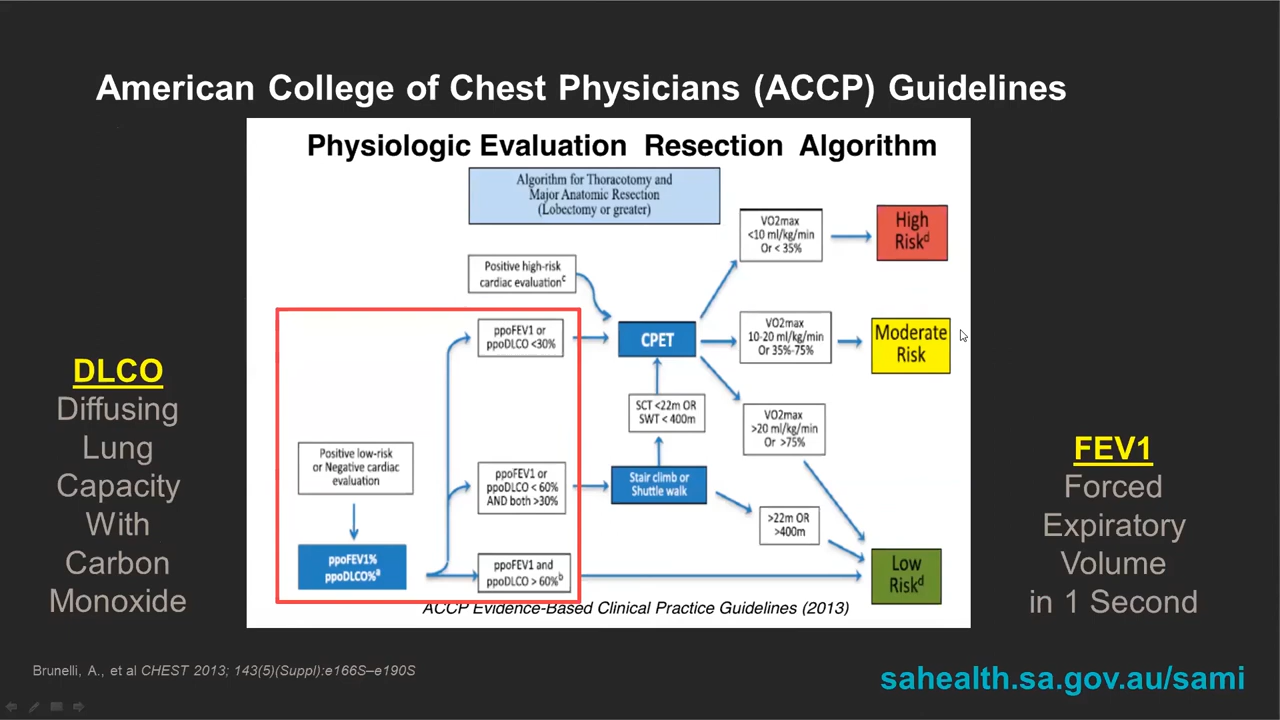 American College of Chest Physicians (ACCP) Guidelines
Physiologic Evaluation Resection Algorithm
Algorithm for Thoracotomy and
Major Anatomic Resection
(Lobectomy or greater)
Positive high-risk
cardiac evaluationᶜ
VO2max
<10 ml/kg/min
Or < 35%
High
Riskᵈ
ppoFEV1 or
ppoDLCO <30%
CPET
VO2max
10-20 ml/kg/min
Or 35%-75%
Moderate
Risk
SCT <22m OR
SWT < 400m
VO2max
>20 ml/kg/min
Or >75%
Positive low-risk
or Negative cardiac
evaluation
ppoFEV1 or
ppoDLCO < 60%
AND both >30%
Stair climb or
Shuttle walk
>22m OR
>400m
ppoFEV1%
ppoDLCO%ᵃ
ppoFEV1 and
ppoDLCO > 60%ᵇ
Low
Riskᵈ
ACCP Evidence-Based Clinical Practice Guidelines (2013)
DLCO
Diffusing
Lung
Capacity
With
Carbon
Monoxide
FEV1
Forced
Expiratory
Volume
in 1 Second
Brunelli, A., et al CHEST 2013; 143(5)(Suppl):e166S–e190S
sahealth.sa.gov.au/sami